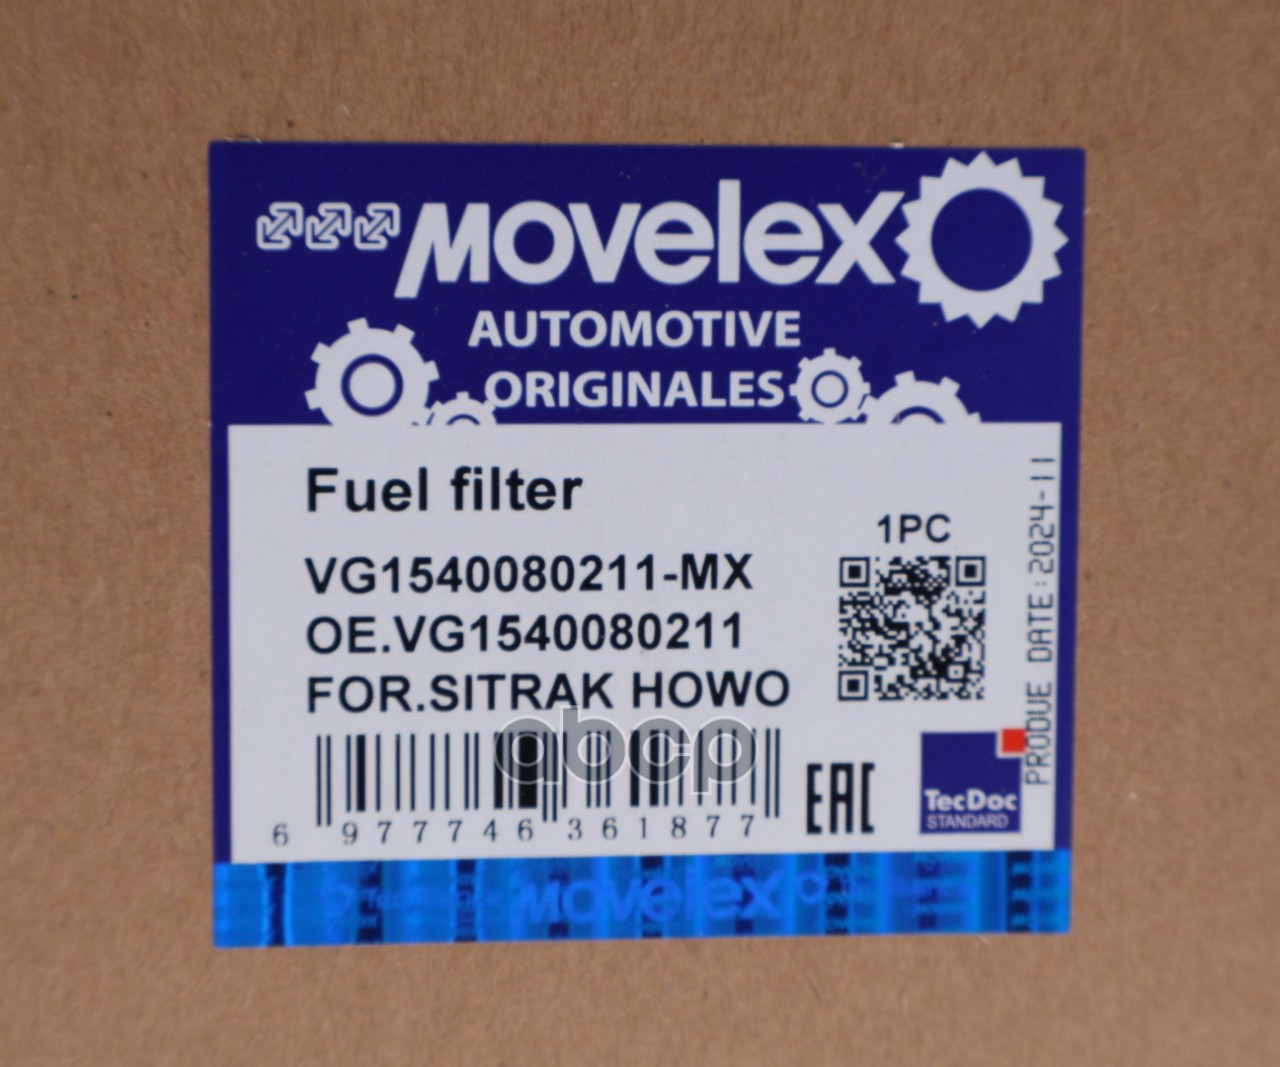 MOVelex
AUTOMOTIVE
ORIGINALES
Fuel filter
1PC
VG1540080211-MX
OE.VG1540080211
FOR.SITRAK HOWO
PRODUE DATE:2024-11
abcp
6 977746 361877
EAC
TecDoc
STANDARD
MOVelex